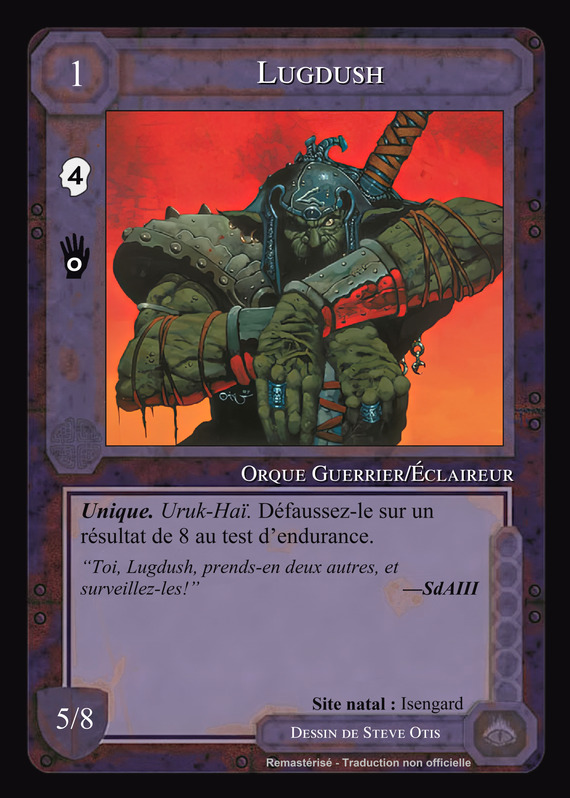 1
Lugdush
4
0
Orque Guerrier/Éclaireur
Unique. Uruk-Haï. Défaussez-le sur un
résultat de 8 au test d’endurance.
“Toi, Lugdush, prends-en deux autres, et
surveillez-les!” —SdAIII
Site natal : Isengard
5/8
Dessin de Steve Otis
Remastérisé - Traduction non officielle